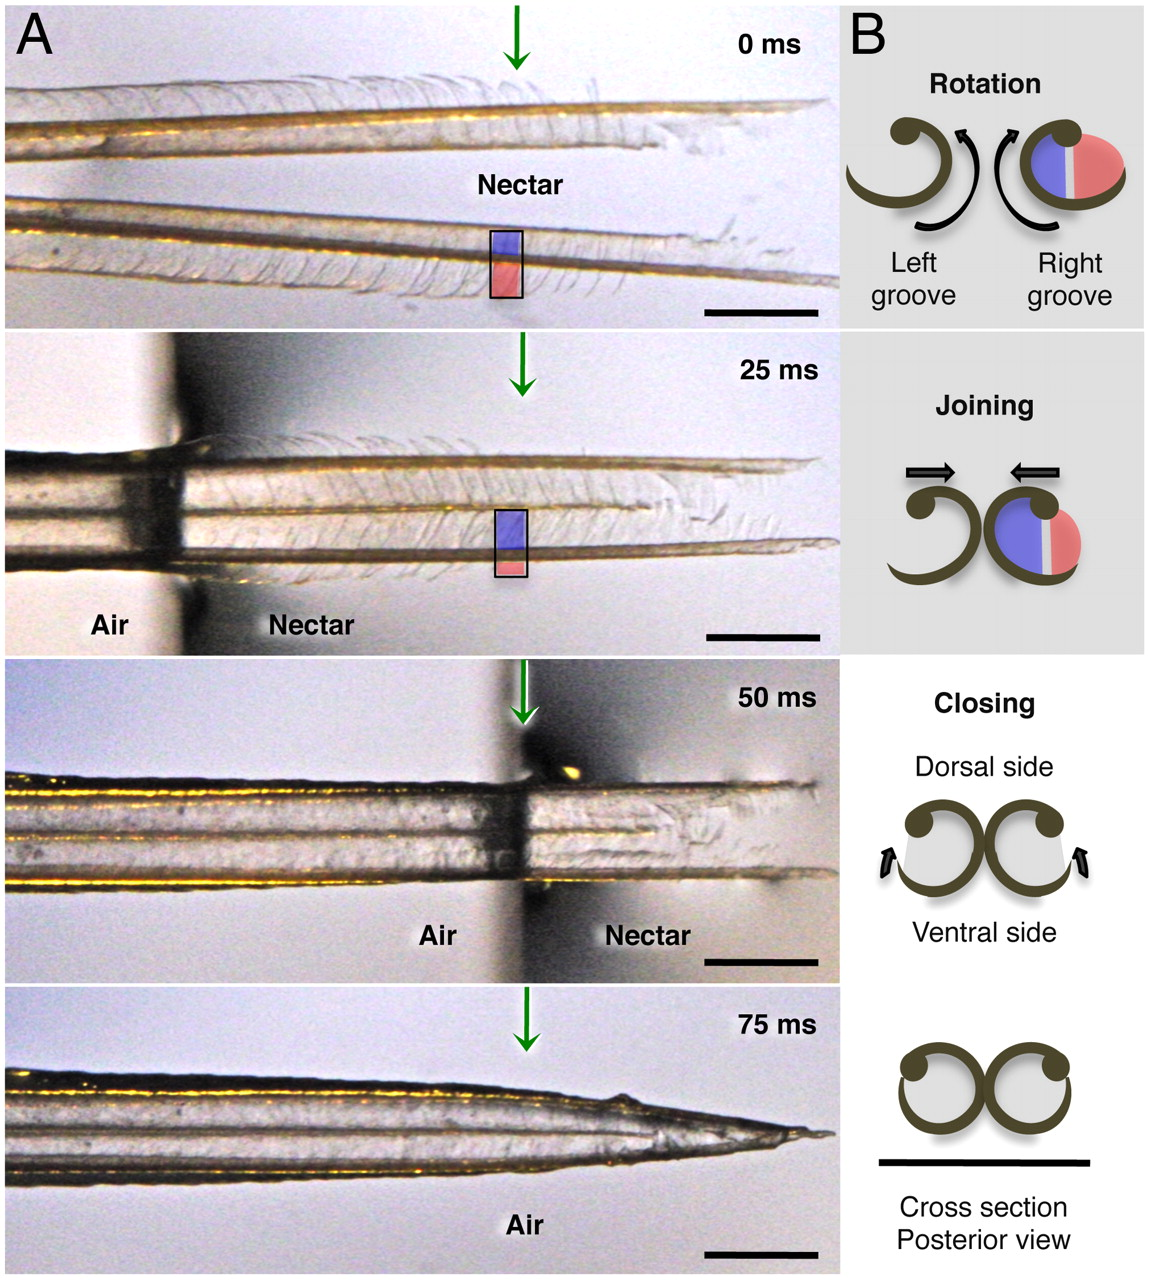 A
0 ms
Nectar
B
Rotation
Left
groove
Right
groove
25 ms
Air
Nectar
Joining
50 ms
Air
Nectar
Closing
Dorsal side
Ventral side
75 ms
Air
Cross section
Posterior view